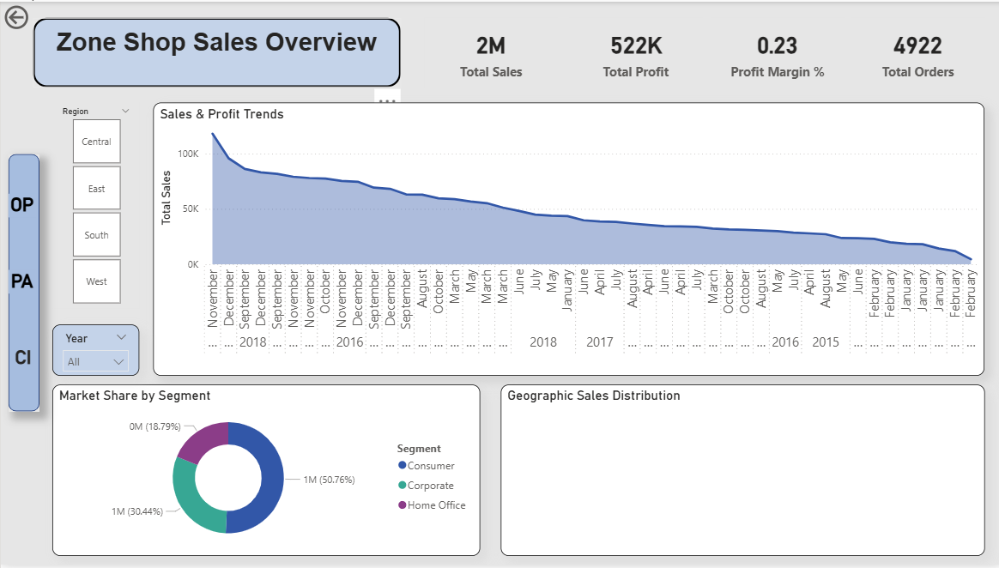 Zone Shop Sales Overview
2M
Total Sales
522K
Total Profit
0.23
Profit Margin %
4922
Total Orders
...
Region
Central
East
South
West
OP
PA
CI
Year
All
Sales & Profit Trends
Total Sales
100K
50K
0K
November
December
September
December
September
November
November
October
November
December
September
December
September
August
October
March
May
March
March
June
July
May
January
June
April
July
August
April
June
April
July
March
October
October
August
May
July
April
August
May
June
February
February
January
January
January
February
February
... ... 2018 ... ... ... 2016 ... ... ... ... ... ... ... ... 2018 2017 ... ... ... ... ... ... ... ... ... 2016 2015 ... ... ... ... ... ... ... ...
Market Share by Segment
0M (18.79%)
1M (50.76%)
1M (30.44%)
Segment
Consumer
Corporate
Home Office
Geographic Sales Distribution